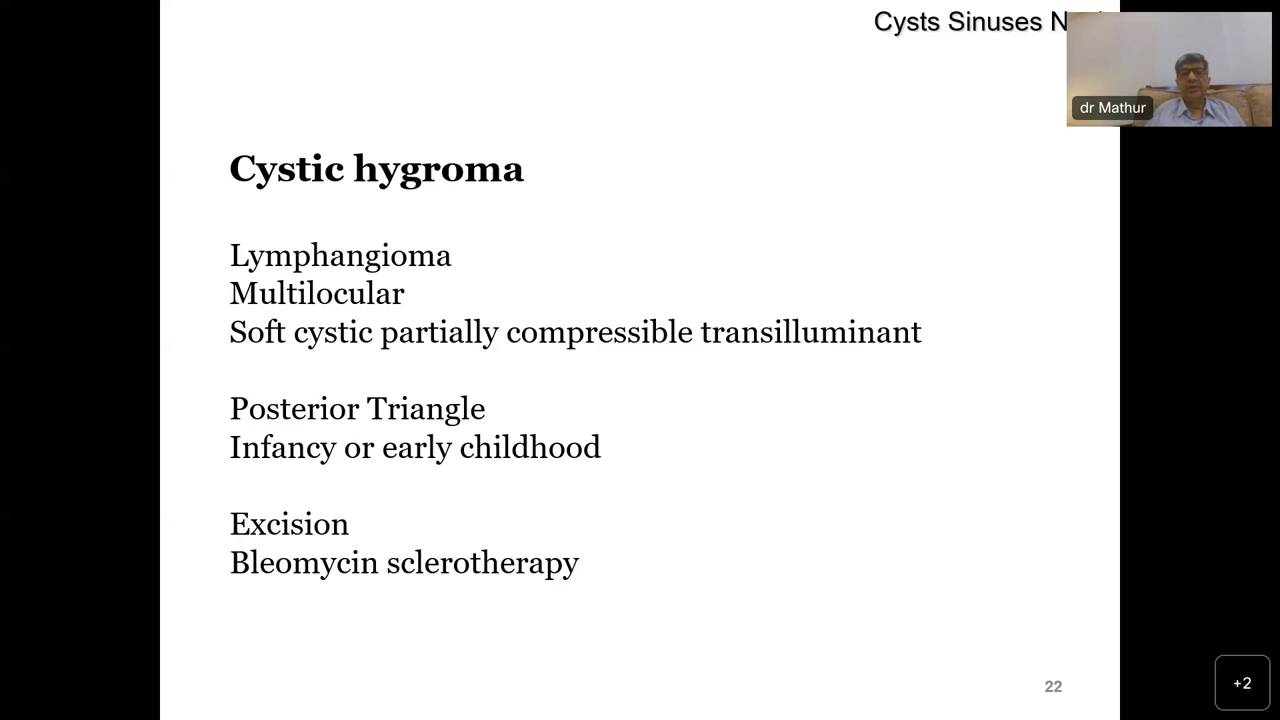 Cysts Sinuses
dr Mathur
Cystic hygroma
Lymphangioma
Multilocular
Soft cystic partially compressible transilluminant
Posterior Triangle
Infancy or early childhood
Excision
Bleomycin sclerotherapy
22
+2